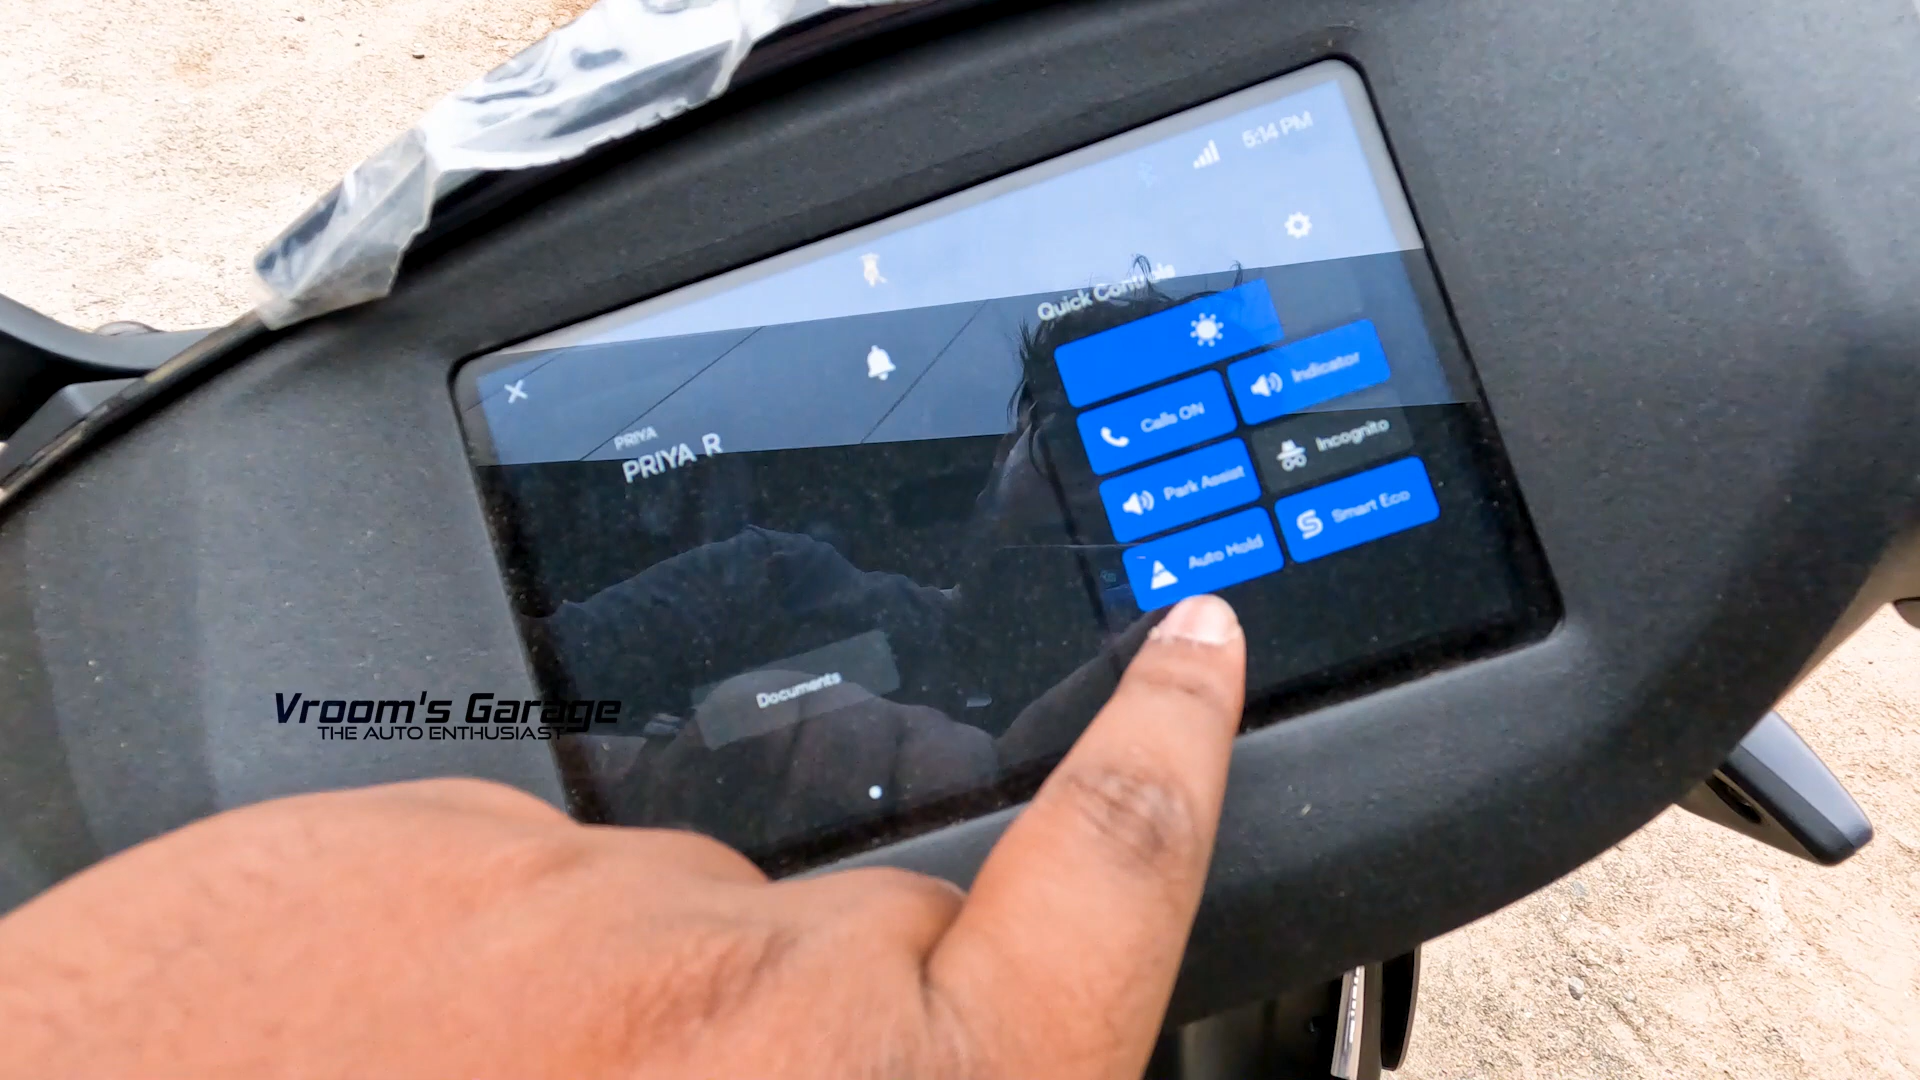 5:14 PM
Quick Controls
Indicator
Calls ON
Incognito
Park Assist
Smart Eco
Auto Hold
PRIYA
PRIYA R
Documents
Vroom's Garage
THE AUTO ENTHUSIAST